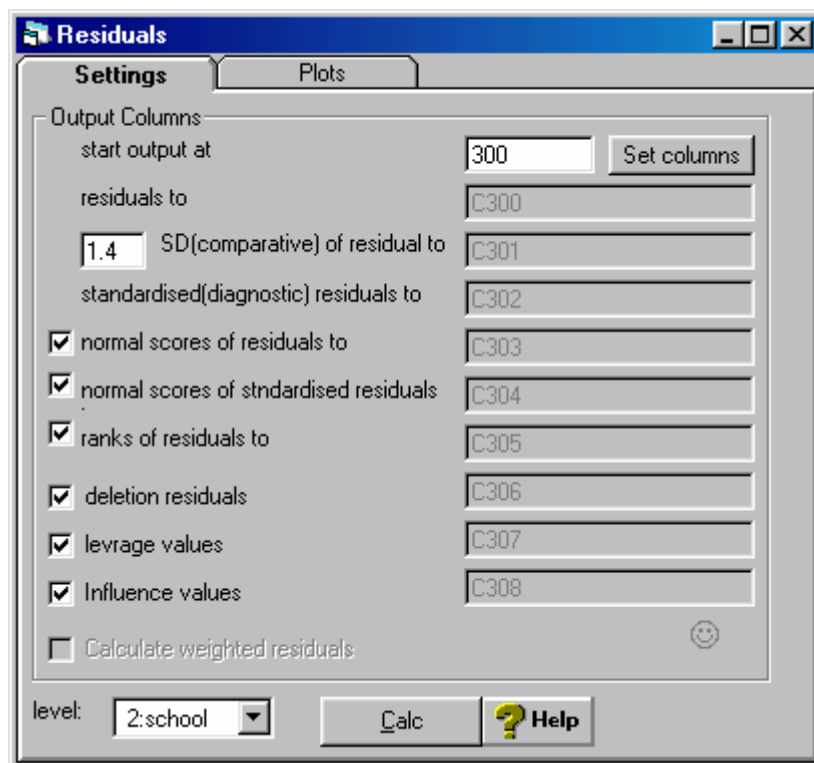 Residuals
Settings Plots
Output Columns
start output at 300 Set columns
residuals to C300
1.4 SD(comparative) of residual to C301
standardised(diagnostic) residuals to C302
normal scores of residuals to C303
normal scores of stndardised residuals C304
ranks of residuals to C305
deletion residuals C306
levrage values C307
Influence values C308
Calculate weighted residuals
level: 2:school Calc ? Help